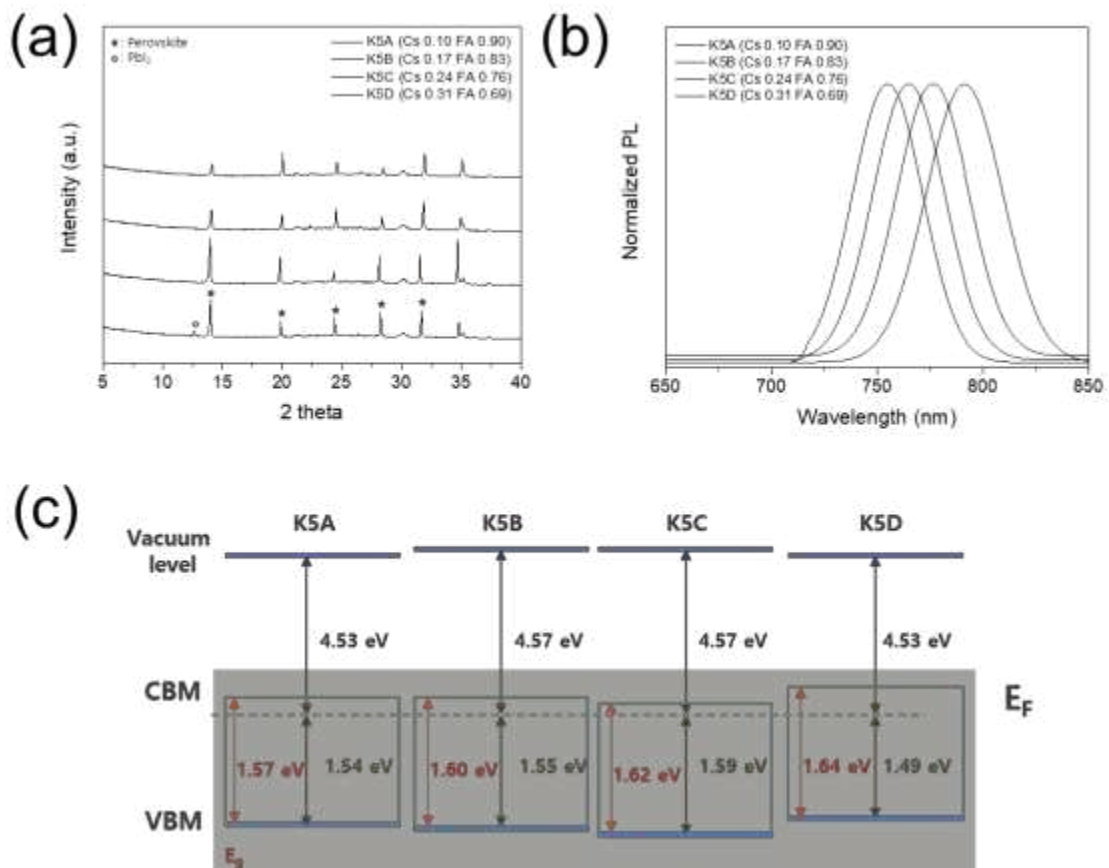 (a)
★: Perovskite
○: PbI₂
K5A (Cs 0.10 FA 0.90)
K5B (Cs 0.17 FA 0.83)
K5C (Cs 0.24 FA 0.76)
K5D (Cs 0.31 FA 0.69)
Intensity (a.u.)
5 10 15 20 25 30 35 40
2 theta
(b)
K5A (Cs 0.10 FA 0.90)
K5B (Cs 0.17 FA 0.83)
K5C (Cs 0.24 FA 0.76)
K5D (Cs 0.31 FA 0.69)
Normalized PL
650 700 750 800 850
Wavelength (nm)
(c)
K5A K5B K5C K5D
Vacuum
level
4.53 eV 4.57 eV 4.57 eV 4.53 eV
CBM
E_F
1.57 eV 1.54 eV 1.60 eV 1.55 eV 1.62 eV 1.59 eV 1.64 eV 1.49 eV
VBM
E_g